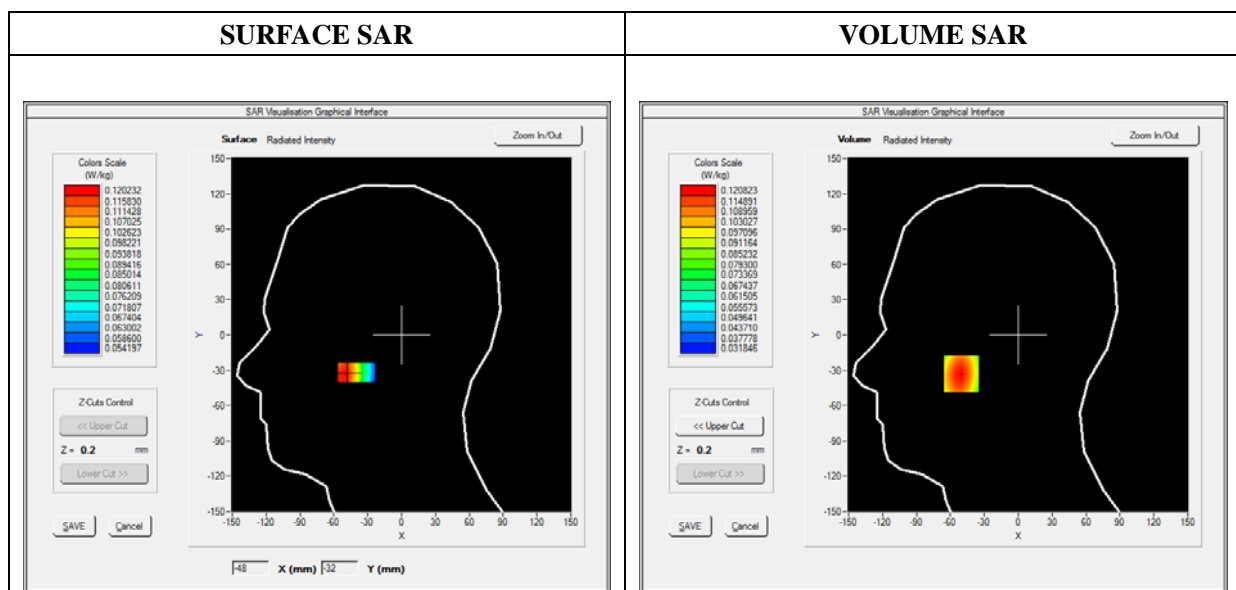 SURFACE SAR
VOLUME SAR
SAR Visualisation Graphical Interface
Surface Radiated Intensity
Zoom In/Out
Colors Scale
(W/kg)
0.120232
0.115830
0.111428
0.107025
0.102623
0.098221
0.093818
0.089416
0.085014
0.080611
0.076209
0.071807
0.067404
0.063002
0.058600
0.054197
150
120
90
60
30
0
-30
-60
-90
-120
-150
Y
-150 -120 -90 -60 -30 0 30 60 90 120 150
X
Z-Cuts Control
<< Upper Cut
Z = 0.2 mm
Lower Cut >>
SAVE Cancel
-48 X (mm) -32 Y (mm)
SAR Visualisation Graphical Interface
Volume Radiated Intensity
Zoom In/Out
Colors Scale
(W/kg)
0.120823
0.114891
0.108959
0.103027
0.097096
0.091164
0.085232
0.079300
0.073369
0.067437
0.061505
0.055573
0.049641
0.043710
0.037778
0.031846
150
120
90
60
30
0
-30
-60
-90
-120
-150
Y
-150 -120 -90 -60 -30 0 30 60 90 120 150
X
Z-Cuts Control
<< Upper Cut
Z = 0.2 mm
Lower Cut >>
SAVE Cancel